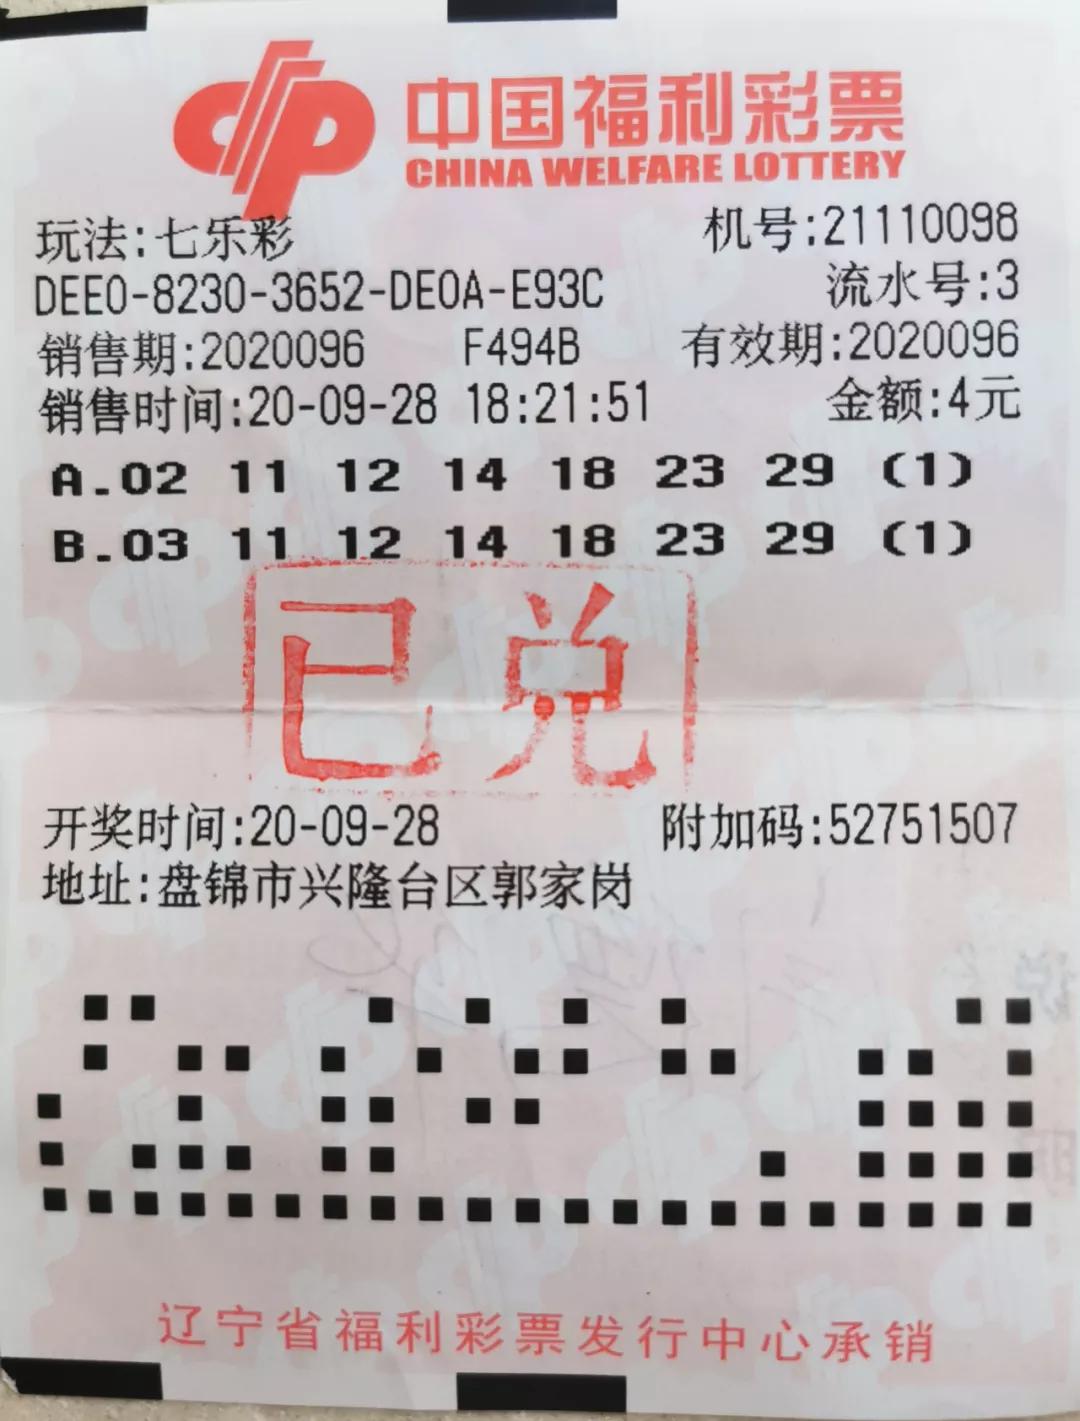 中国福利彩票
CHINA WELFARE LOTTERY
玩法:七乐彩 机号:21110098
DEE0-8230-3652-DE0A-E93C 流水号:3
销售期:2020096 F494B 有效期:2020096
销售时间:20-09-28 18:21:51 金额:4元
A.02 11 12 14 18 23 29 (1)
B.03 11 12 14 18 23 29 (1)
已兑
开奖时间:20-09-28 附加码:52751507
地址:盘锦市兴隆台区郭家岗
辽宁省福利彩票发行中心承销